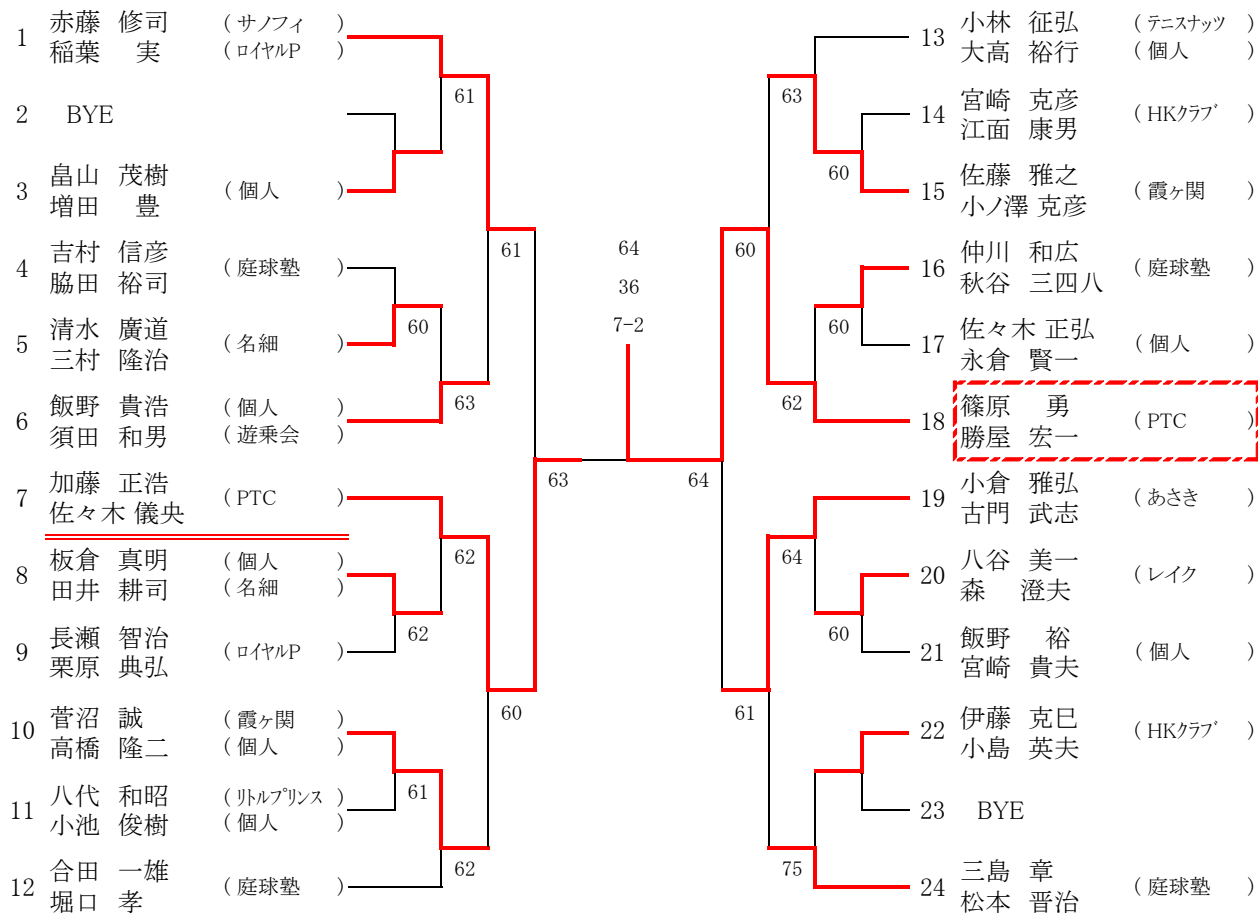 1 赤藤 修司 (サノフィ )
稲葉 実 (ロイヤルP )
2 BYE
3 畠山 茂樹 (個人 )
増田 豊
4 吉村 信彦 (庭球塾 )
脇田 裕司
5 清水 廣道 (名細 )
三村 隆治
6 飯野 貴浩 (個人 )
須田 和男 (遊乗会 )
7 加藤 正浩 (PTC )
佐々木 儀央
8 板倉 真明 (個人 )
田井 耕司 (名細 )
9 長瀬 智治 (ロイヤルP )
栗原 典弘
10 菅沼 誠 (霞ヶ関 )
高橋 隆二 (個人 )
11 八代 和昭 (リトルプリンス )
小池 俊樹 (個人 )
12 合田 一雄 (庭球塾 )
堀口 孝
61
60
63
62
62
61
62
61
60
63
64
36
7-2
64
60
61
63
60
60
62
64
60
75
13 小林 征弘 (テニスナッツ )
大高 裕行 (個人 )
14 宮崎 克彦 (HKクラブ )
江面 康男
15 佐藤 雅之 (霞ヶ関 )
小ノ澤 克彦
16 仲川 和広 (庭球塾 )
秋谷 三四八
17 佐々木 正弘 (個人 )
永倉 賢一
18 篠原 勇 (PTC )
勝屋 宏一
19 小倉 雅弘 (あさき )
古門 武志
20 八谷 美一 (レイク )
森 澄夫
21 飯野 裕 (個人 )
宮崎 貴夫
22 伊藤 克巳 (HKクラブ )
小島 英夫
23 BYE
24 三島 章 (庭球塾 )
松本 晋治